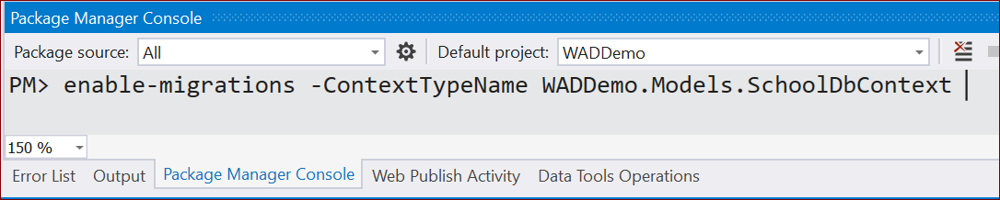 Package Manager Console
Package source: All Default project: WADDemo
PM> enable-migrations -ContextTypeName WADDemo.Models.SchoolDbContext
150 %
Error List Output Package Manager Console Web Publish Activity Data Tools Operations